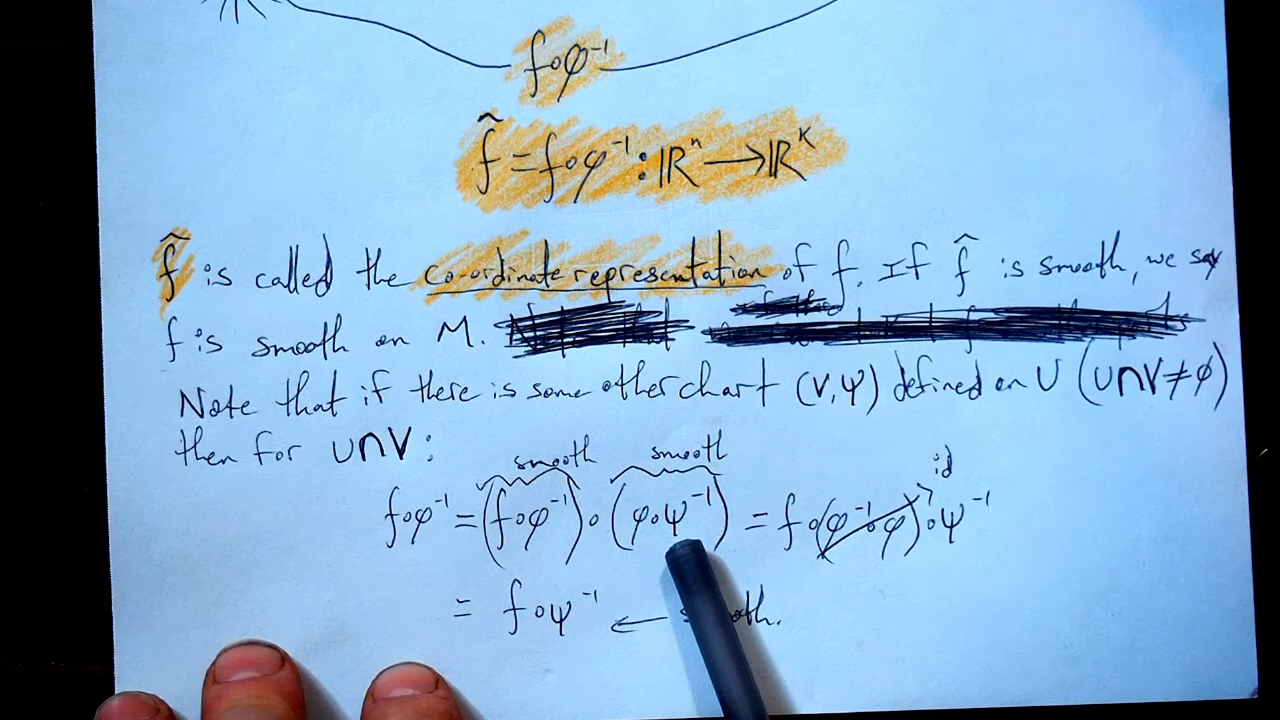 f∘φ⁻¹
f̂ = f∘φ⁻¹ : ℝⁿ → ℝᴷ
f̂ is called the co-ordinate representation of f. If f̂ is smooth, we say
f is smooth on M.
Note that if there is some other chart (V, ψ) defined on U (U∩V≠∅)
then for U∩V:
smooth smooth id
f∘φ⁻¹ = (f∘φ⁻¹)∘(φ∘ψ⁻¹) = f∘(φ⁻¹∘φ)∘ψ⁻¹
= f∘ψ⁻¹ ← smooth.